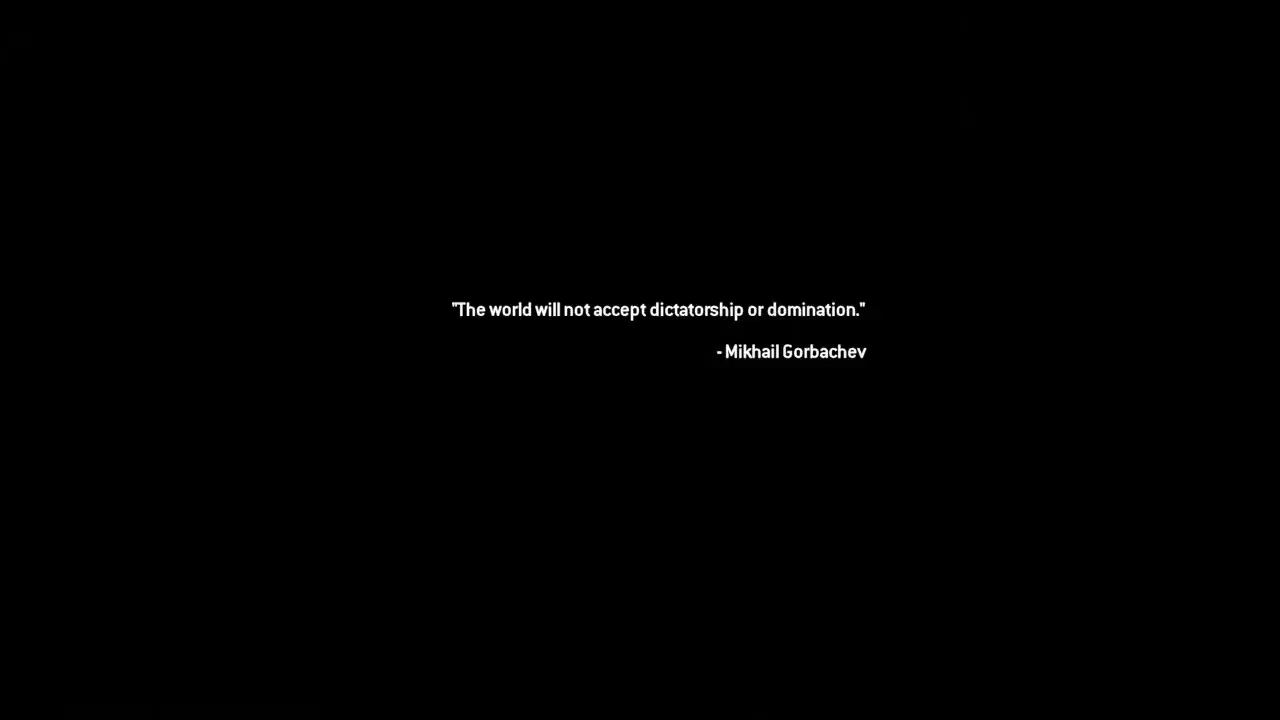 "The world will not accept dictatorship or domination."
- Mikhail Gorbachev